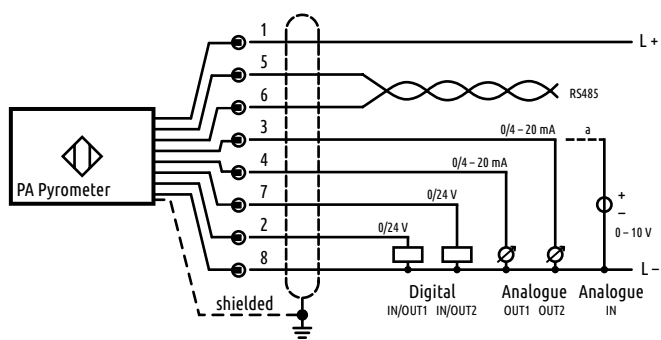 1
L +
5
RS485
6
3
0/4 – 20 mA
a
4
0/4 – 20 mA
PA Pyrometer
7
0/24 V
+
–
0 – 10 V
2
0/24 V
8
L –
shielded
Digital
IN/OUT1 IN/OUT2
Analogue
OUT1 OUT2
Analogue
IN